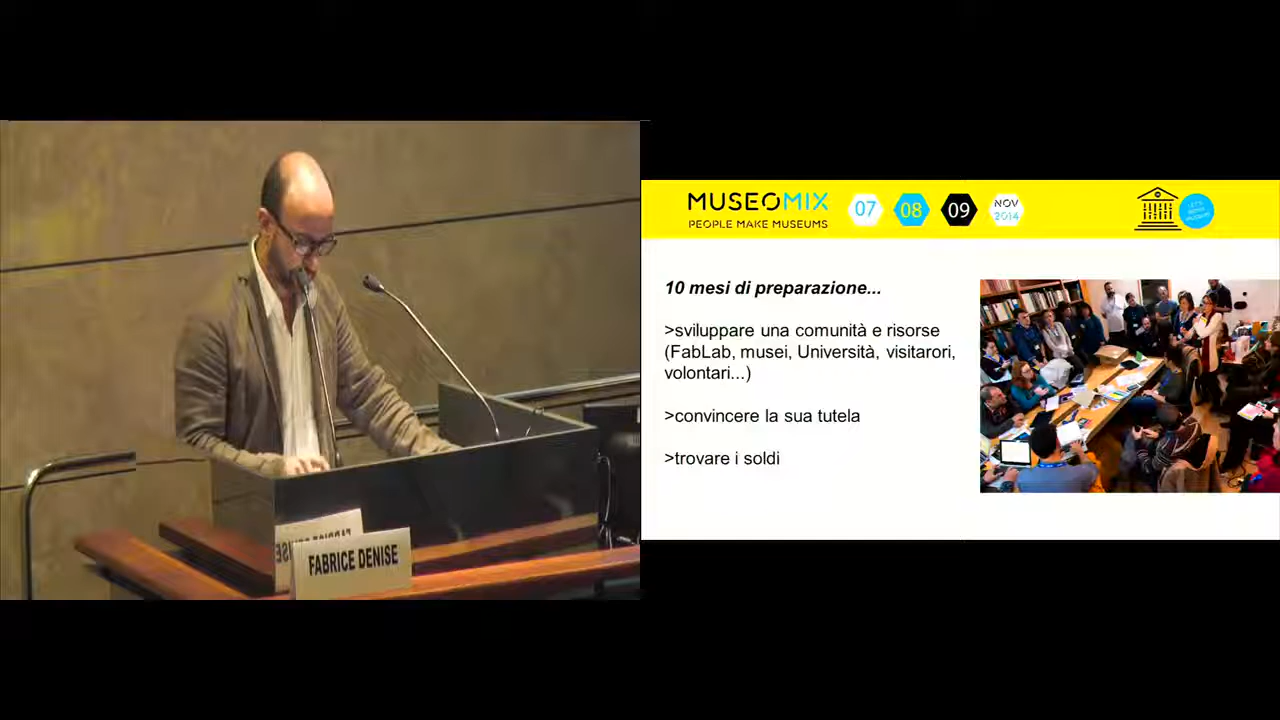 FABRICE DENISE
MUSEOMIX
PEOPLE MAKE MUSEUMS
07
08
09
NOV
2014
10 mesi di preparazione...
>sviluppare una comunità e risorse
(FabLab, musei, Università, visitarori,
volontari...)
>convincere la sua tutela
>trovare i soldi